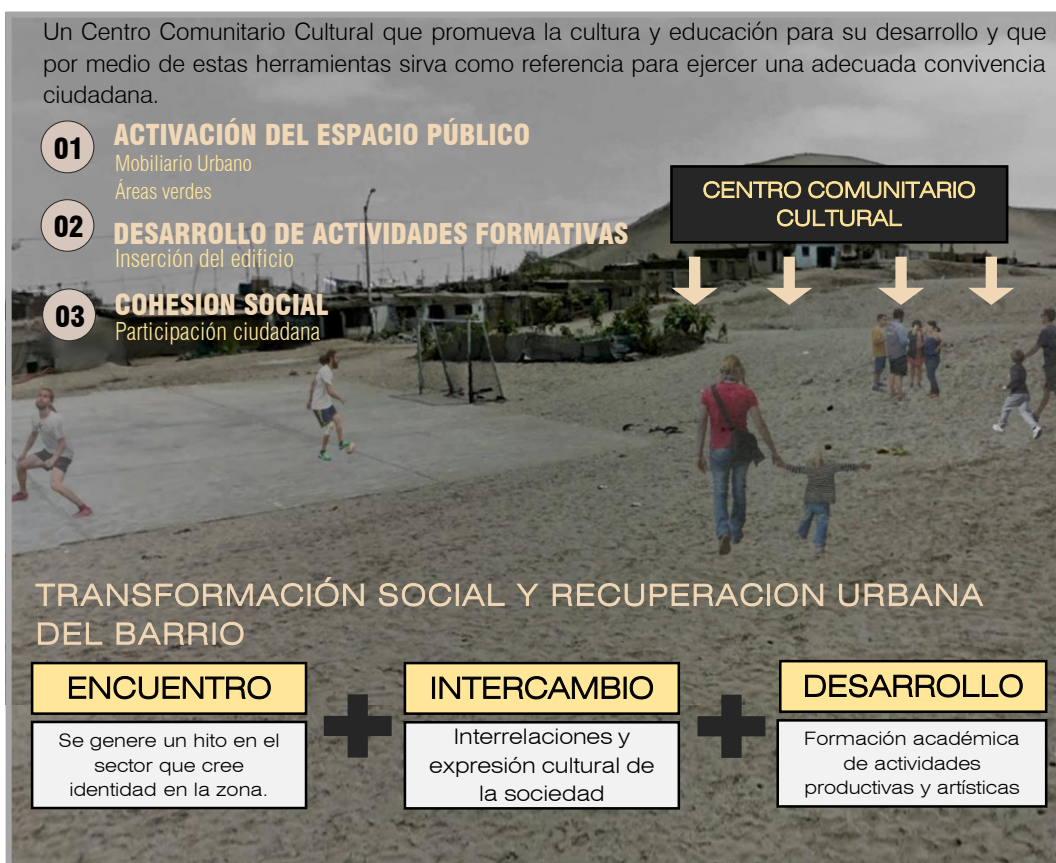 Un Centro Comunitario Cultural que promueva la cultura y educación para su desarrollo y que
por medio de estas herramientas sirva como referencia para ejercer una adecuada convivencia
ciudadana.
01
ACTIVACIÓN DEL ESPACIO PÚBLICO
Mobiliario Urbano
Áreas verdes
02
DESARROLLO DE ACTIVIDADES FORMATIVAS
Inserción del edificio
03
COHESION SOCIAL
Participación ciudadana
CENTRO COMUNITARIO
CULTURAL
TRANSFORMACIÓN SOCIAL Y RECUPERACION URBANA
DEL BARRIO
ENCUENTRO
Se genere un hito en el
sector que cree
identidad en la zona.
INTERCAMBIO
Interrelaciones y
expresión cultural de
la sociedad
DESARROLLO
Formación académica
de actividades
productivas y artísticas